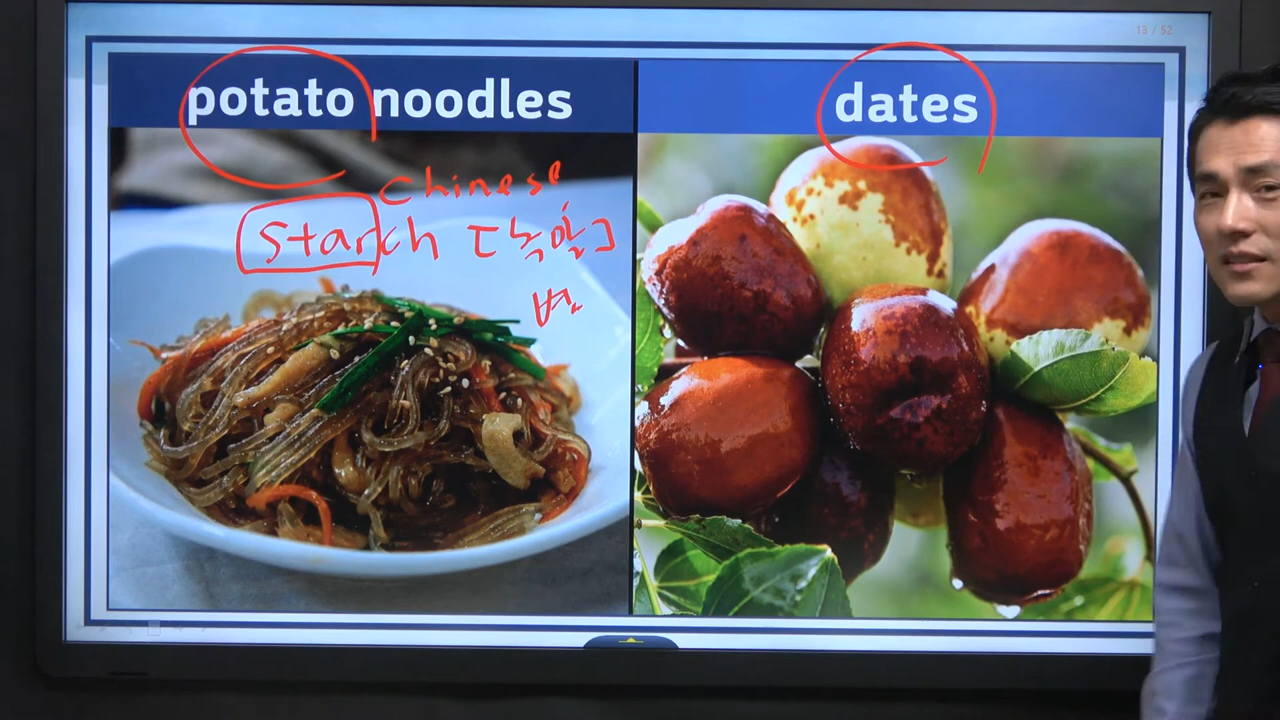 13 / 52
potato noodles
dates
Chinese
Starch [녹말]